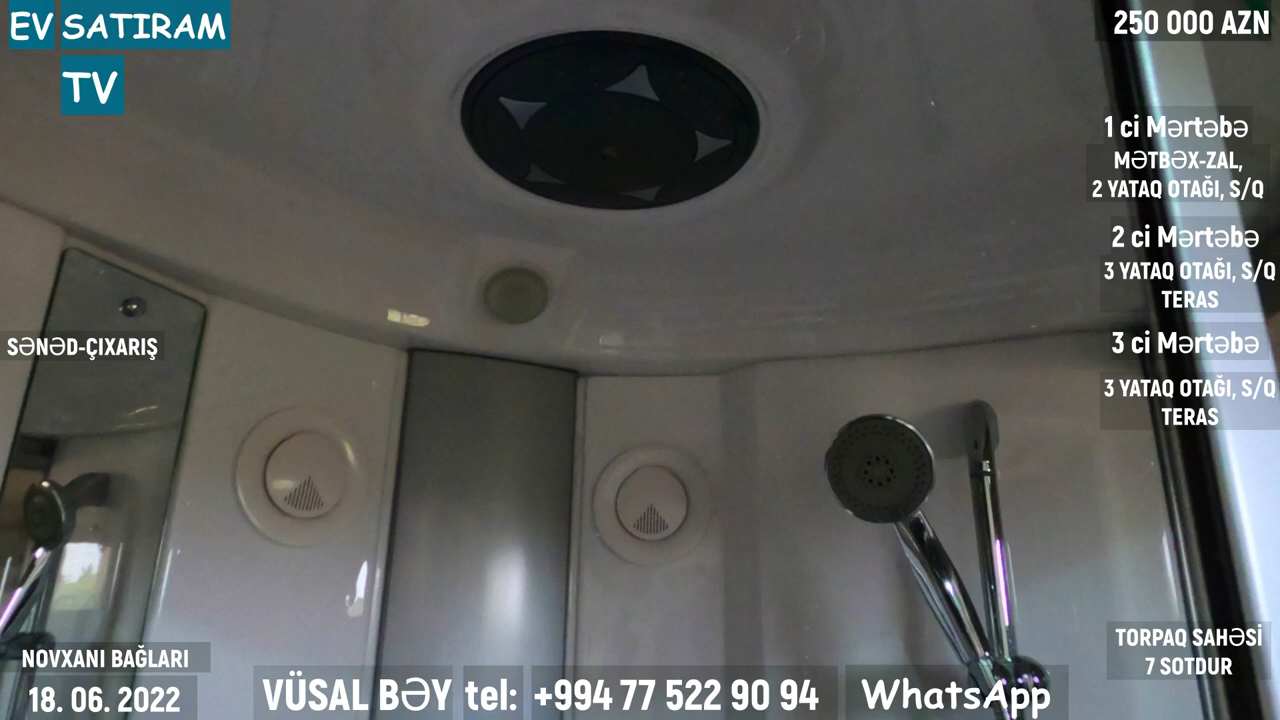 EV SATIRAM
TV
250 000 AZN
1 ci Mərtəbə
MƏTBƏX-ZAL,
2 YATAQ OTAĞI, S/Q
2 ci Mərtəbə
3 YATAQ OTAĞI, S/Q
TERAS
3 ci Mərtəbə
3 YATAQ OTAĞI, S/Q
TERAS
SƏNƏD-ÇIXARIŞ
TORPAQ SAHƏSİ
7 SOTDUR
NOVXANI BAĞLARI
18. 06. 2022
VÜSAL BƏY tel: +994 77 522 90 94 WhatsApp